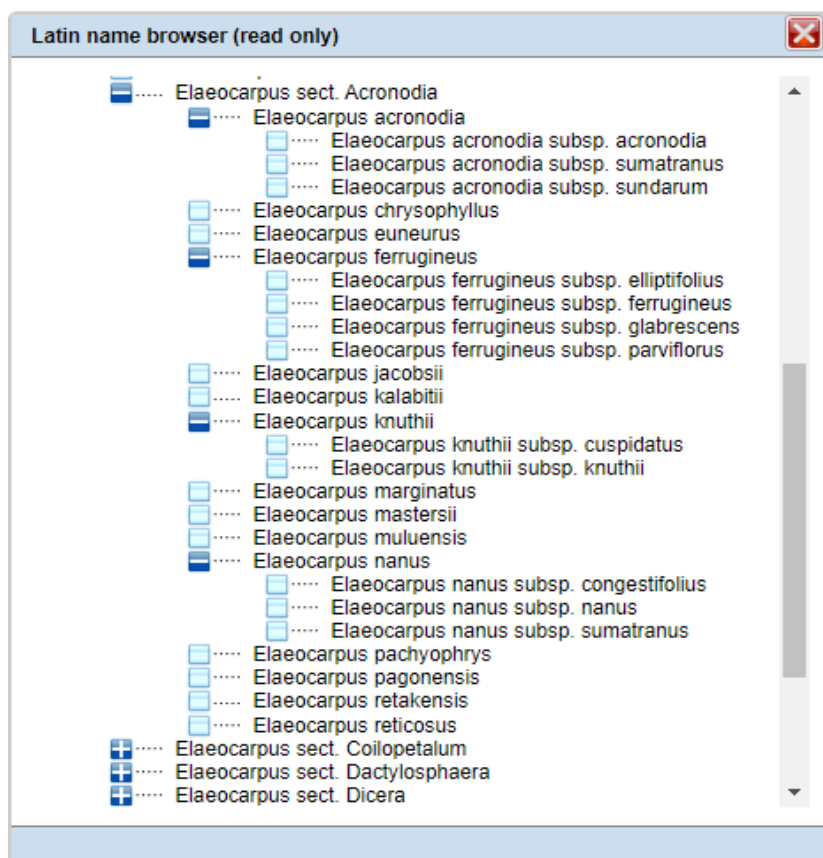 Latin name browser (read only)
Elaeocarpus sect. Acronodia
Elaeocarpus acronodia
Elaeocarpus acronodia subsp. acronodia
Elaeocarpus acronodia subsp. sumatranus
Elaeocarpus acronodia subsp. sundarum
Elaeocarpus chrysophyllus
Elaeocarpus euneurus
Elaeocarpus ferrugineus
Elaeocarpus ferrugineus subsp. elliptifolius
Elaeocarpus ferrugineus subsp. ferrugineus
Elaeocarpus ferrugineus subsp. glabrescens
Elaeocarpus ferrugineus subsp. parviflorus
Elaeocarpus jacobsii
Elaeocarpus kalabitii
Elaeocarpus knuthii
Elaeocarpus knuthii subsp. cuspidatus
Elaeocarpus knuthii subsp. knuthii
Elaeocarpus marginatus
Elaeocarpus mastersii
Elaeocarpus muluensis
Elaeocarpus nanus
Elaeocarpus nanus subsp. congestifolius
Elaeocarpus nanus subsp. nanus
Elaeocarpus nanus subsp. sumatranus
Elaeocarpus pachyophrys
Elaeocarpus pagonensis
Elaeocarpus retakensis
Elaeocarpus reticosus
Elaeocarpus sect. Coilopetalum
Elaeocarpus sect. Dactylosphaera
Elaeocarpus sect. Dicera